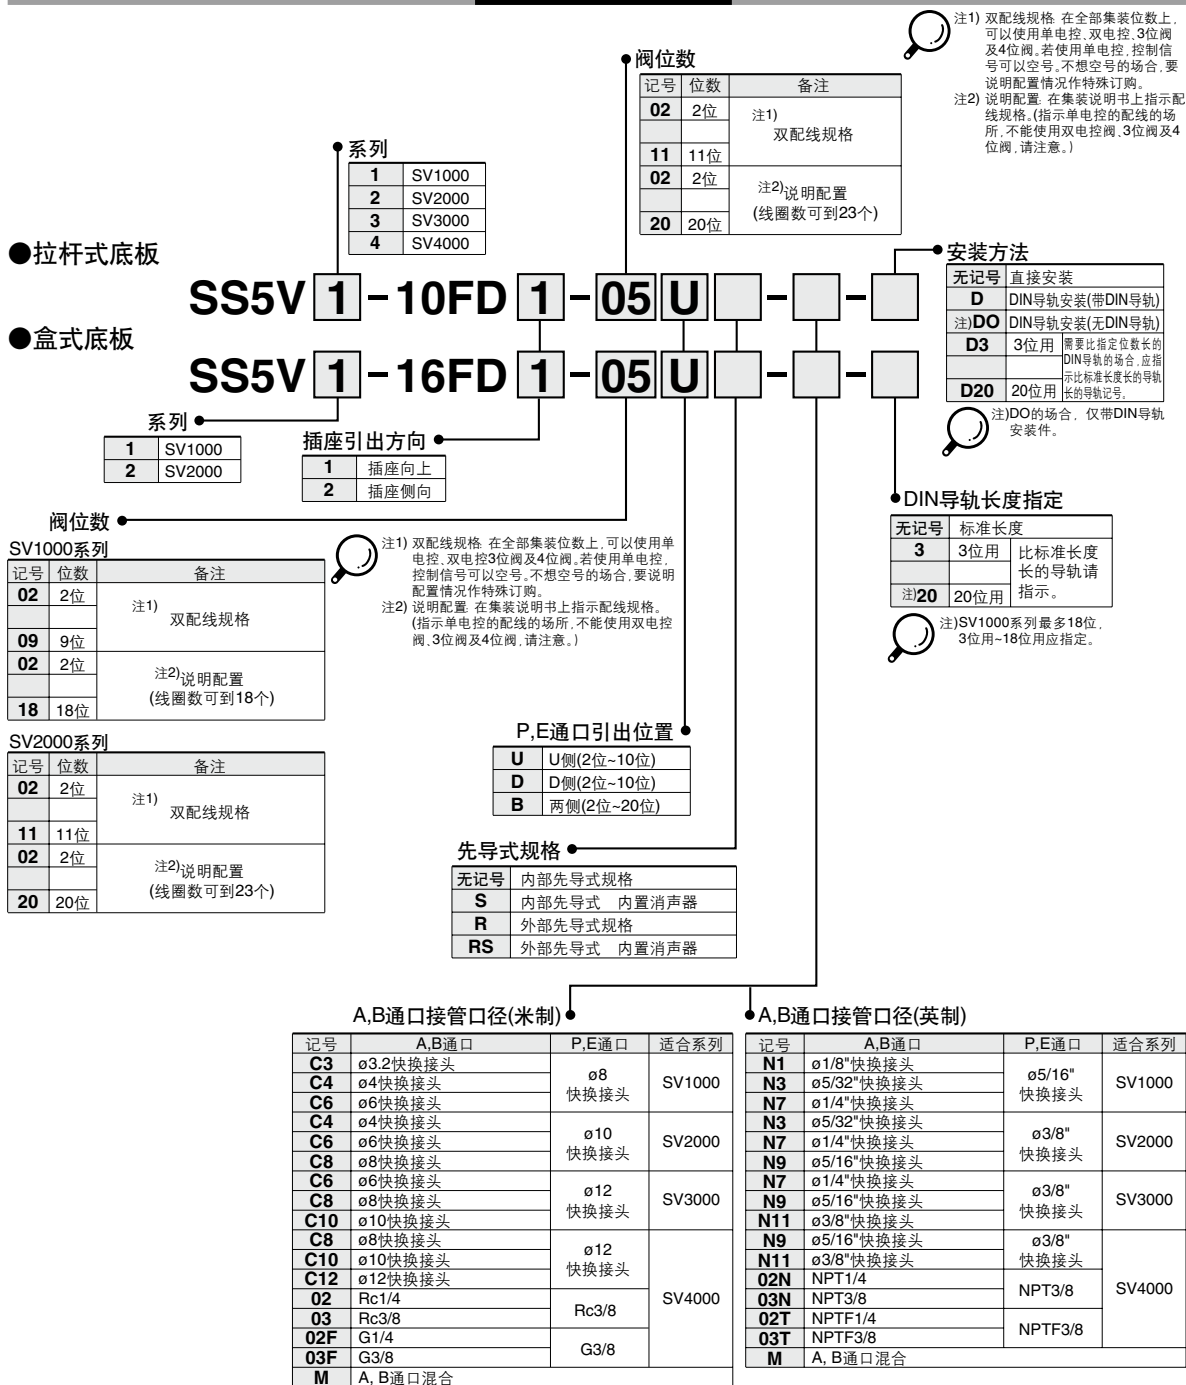 注1) 双配线规格 在全部集装位数上,
可以使用单电控、双电控、3位阀
及4位阀。若使用单电控,控制信
号可以空号。不想空号的场合,要
说明配置情况作特殊订购。
注2) 说明配置 在集装说明书上指示配
线规格。(指示单电控的配线的场
所,不能使用双电控阀、3位阀及4
位阀,请注意。)
阀位数
记号 位数 备注
02 2位
注1)
双配线规格
11 11位
02 2位
注2)说明配置
(线圈数可到23个)
20 20位
系列
1 SV1000
2 SV2000
3 SV3000
4 SV4000
●拉杆式底板
SS5V 1 - 10FD 1 - 05 U - -
●盒式底板
SS5V 1 - 16FD 1 - 05 U - -
安装方法
无记号 直接安装
D DIN导轨安装(带DIN导轨)
注)DO DIN导轨安装(无DIN导轨)
D3 3位用
D20 20位用
需要比指定位数长的
DIN导轨的场合,应指
示比标准长度长的导轨
长的导轨记号。
注)DO的场合, 仅带DIN导轨
安装件。
系列
1 SV1000
2 SV2000
插座引出方向
1 插座向上
2 插座侧向
DIN导轨长度指定
无记号 标准长度
3 3位用
注)20 20位用
比标准长度
长的导轨请
指示。
注)SV1000系列最多18位,
3位用~18位用应指定。
阀位数
SV1000系列
记号 位数 备注
02 2位
注1)
双配线规格
09 9位
02 2位
注2)说明配置
(线圈数可到18个)
18 18位
注1) 双配线规格 在全部集装位数上,可以使用单
电控、双电控3位阀及4位阀。若使用单电控,
控制信号可以空号。不想空号的场合,要说明
配置情况作特殊订购。
注2) 说明配置 在集装说明书上指示配线规格。
(指示单电控的配线的场所,不能使用双电控
阀、3位阀及4位阀,请注意。)
SV2000系列
记号 位数 备注
02 2位
注1)
双配线规格
11 11位
02 2位
注2)说明配置
(线圈数可到23个)
20 20位
P,E通口引出位置
U U侧(2位~10位)
D D侧(2位~10位)
B 两侧(2位~20位)
先导式规格
无记号 内部先导式规格
S 内部先导式 内置消声器
R 外部先导式规格
RS 外部先导式 内置消声器
A,B通口接管口径(米制)
记号 A,B通口 P,E通口 适合系列
C3 ø3.2快换接头
C4 ø4快换接头
C6 ø6快换接头
ø8
快换接头
SV1000
C4 ø4快换接头
C6 ø6快换接头
C8 ø8快换接头
ø10
快换接头
SV2000
C6 ø6快换接头
C8 ø8快换接头
C10 ø10快换接头
ø12
快换接头
SV3000
C8 ø8快换接头
C10 ø10快换接头
C12 ø12快换接头
ø12
快换接头
02 Rc1/4
03 Rc3/8
Rc3/8
02F G1/4
03F G3/8
G3/8
SV4000
M A, B通口混合
A,B通口接管口径(英制)
记号 A,B通口 P,E通口 适合系列
N1 ø1/8"快换接头
N3 ø5/32"快换接头
N7 ø1/4"快换接头
ø5/16"
快换接头
SV1000
N3 ø5/32"快换接头
N7 ø1/4"快换接头
N9 ø5/16"快换接头
ø3/8"
快换接头
SV2000
N7 ø1/4"快换接头
N9 ø5/16"快换接头
N11 ø3/8"快换接头
ø3/8"
快换接头
SV3000
N9 ø5/16"快换接头
N11 ø3/8"快换接头
ø3/8"
快换接头
02N NPT1/4
03N NPT3/8
NPT3/8
02T NPTF1/4
03T NPTF3/8
NPTF3/8
SV4000
M A, B通口混合